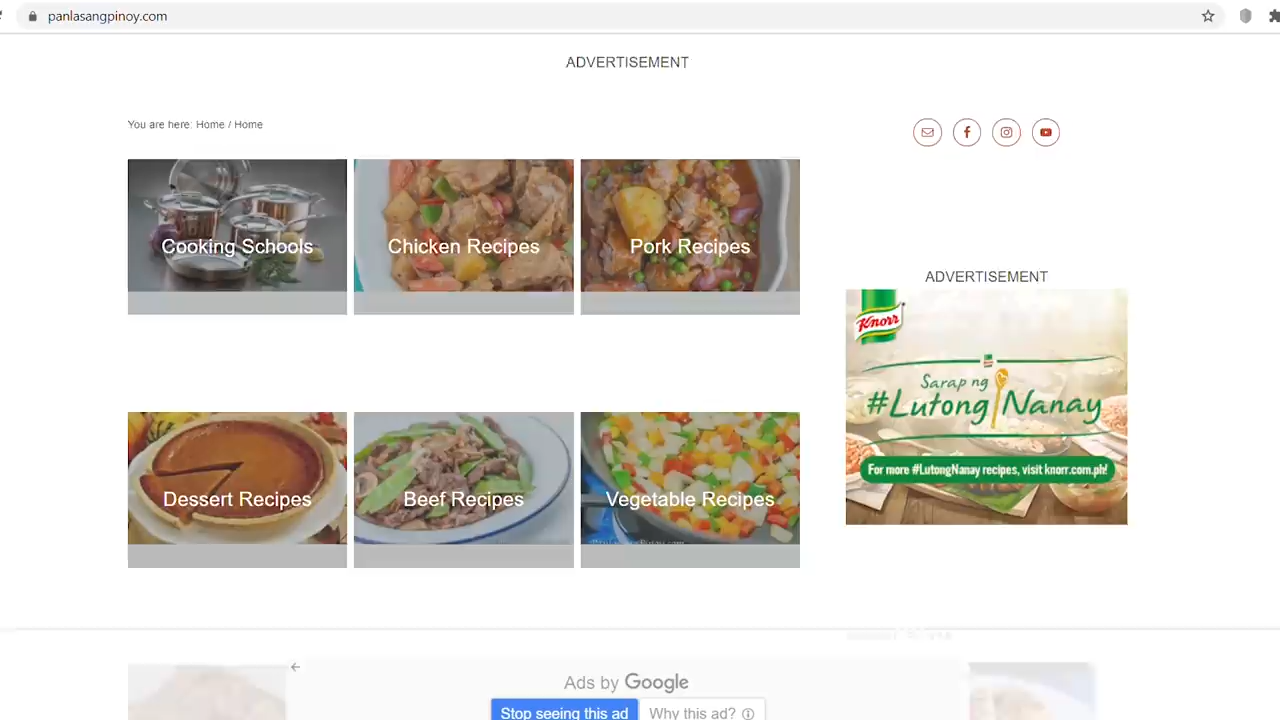 panlasangpinoy.com
ADVERTISEMENT
You are here: Home / Home
Cooking Schools
Chicken Recipes
Pork Recipes
ADVERTISEMENT
Knorr
Sarap ng
#Lutong Nanay
For more #LutongNanay recipes, visit knorr.com.ph!
Dessert Recipes
Beef Recipes
Vegetable Recipes
Ads by Google
Stop seeing this ad
Why this ad?